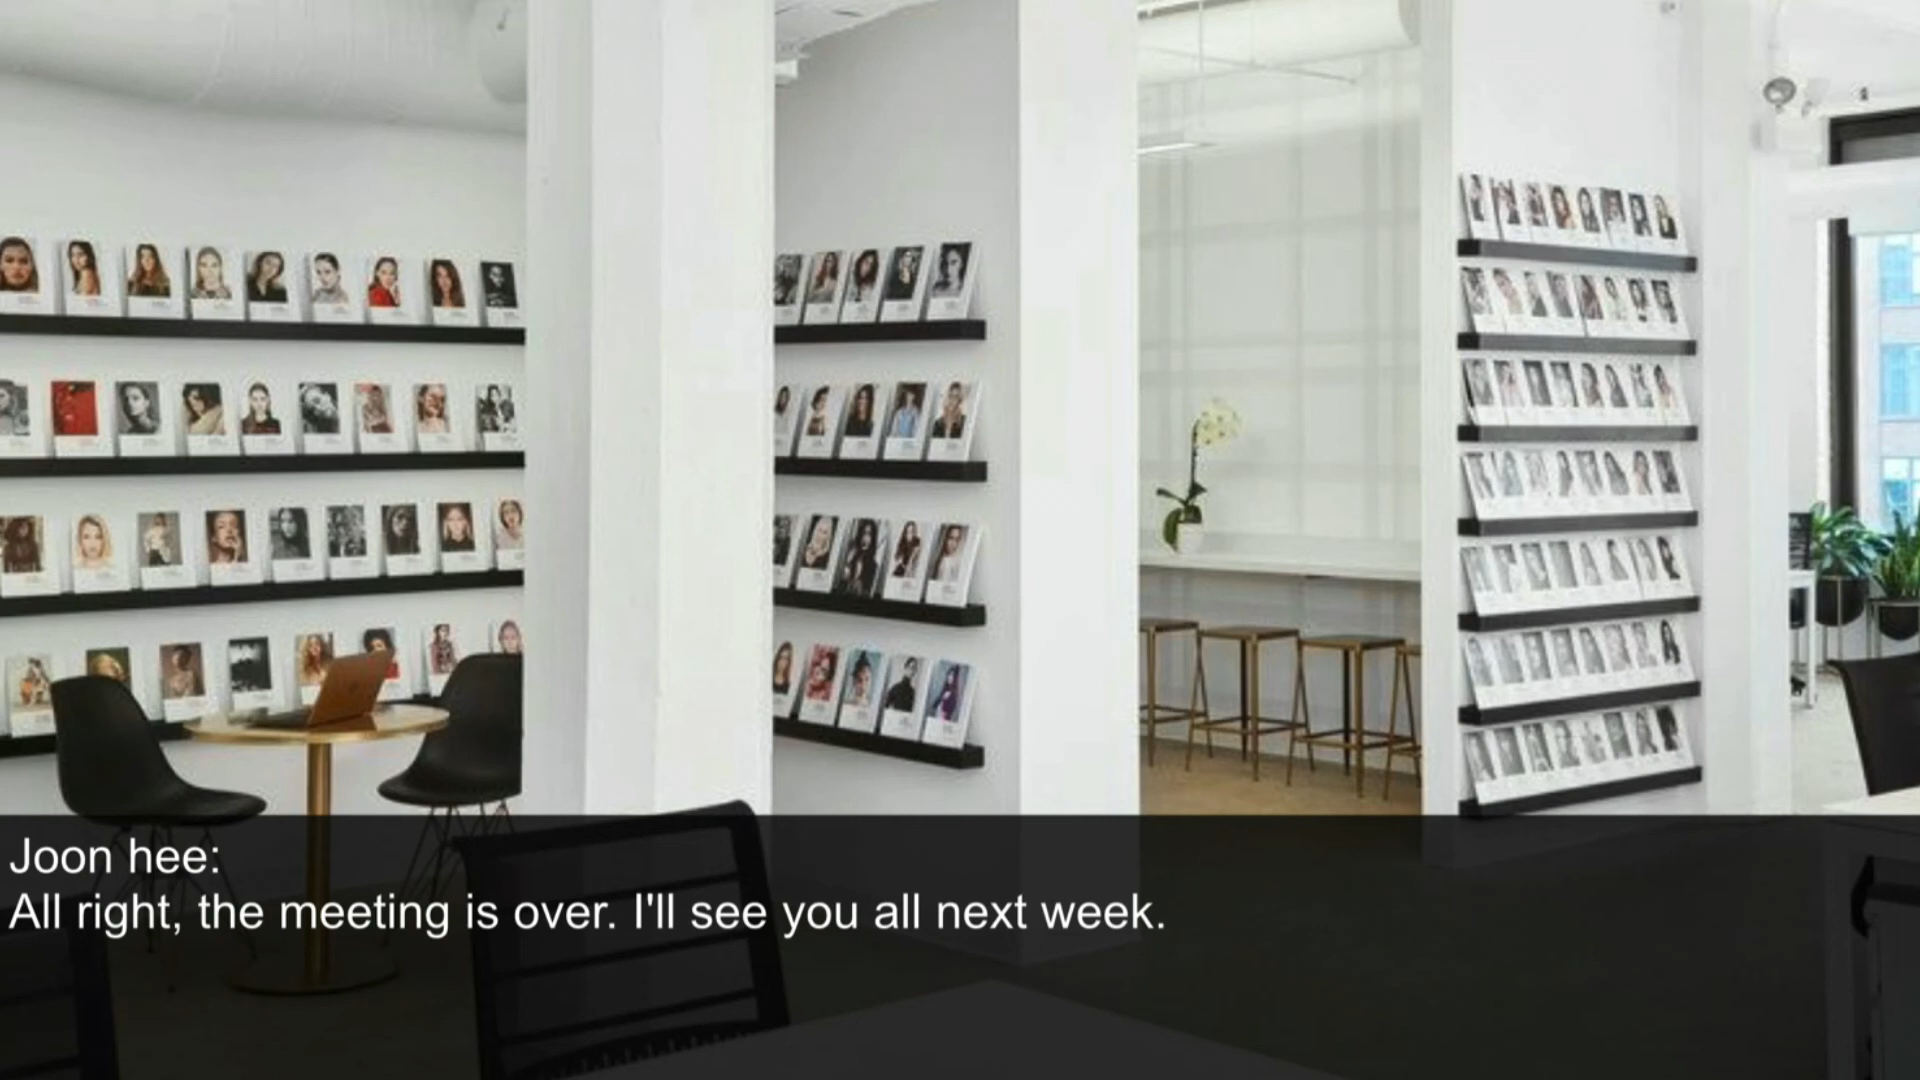 Joon hee:
All right, the meeting is over. I'll see you all next week.